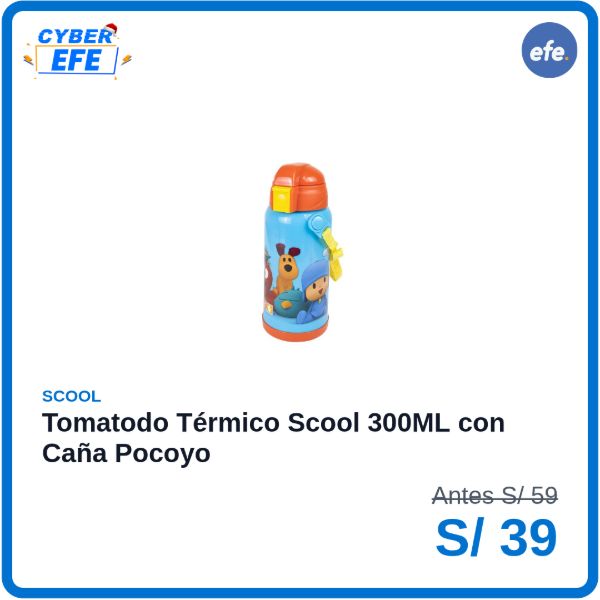 CYBER
EFE
efe.
SCOOL
Tomatodo Térmico Scool 300ML con
Caña Pocoyo
Antes S/ 59
S/ 39